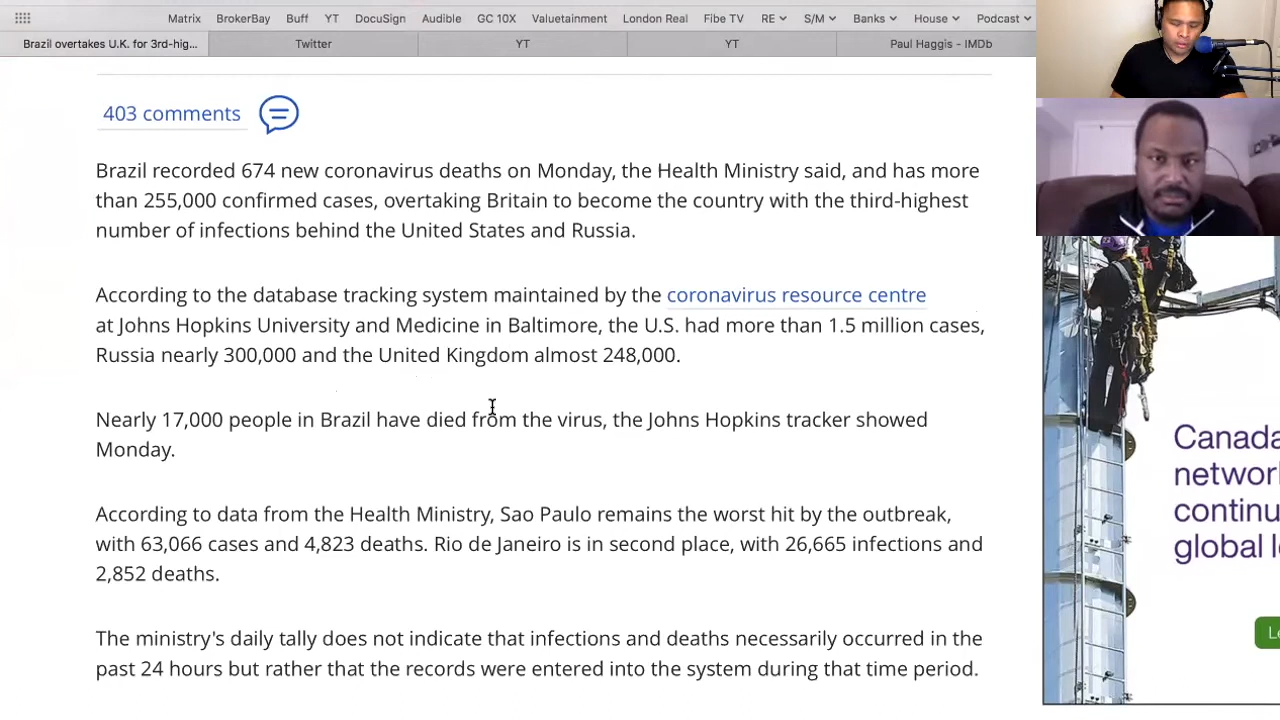 Matrix BrokerBay Buff YT DocuSign Audible GC 10X Valuetainment London Real Fibe TV RE S/M Banks House Podcast
Brazil overtakes U.K. for 3rd-hig... Twitter YT YT Paul Haggis - IMDb
403 comments
Brazil recorded 674 new coronavirus deaths on Monday, the Health Ministry said, and has more
than 255,000 confirmed cases, overtaking Britain to become the country with the third-highest
number of infections behind the United States and Russia.
According to the database tracking system maintained by the coronavirus resource centre
at Johns Hopkins University and Medicine in Baltimore, the U.S. had more than 1.5 million cases,
Russia nearly 300,000 and the United Kingdom almost 248,000.
Nearly 17,000 people in Brazil have died from the virus, the Johns Hopkins tracker showed
Monday.
According to data from the Health Ministry, Sao Paulo remains the worst hit by the outbreak,
with 63,066 cases and 4,823 deaths. Rio de Janeiro is in second place, with 26,665 infections and
2,852 deaths.
The ministry's daily tally does not indicate that infections and deaths necessarily occurred in the
past 24 hours but rather that the records were entered into the system during that time period.
Canada
network
continu
global l
Le